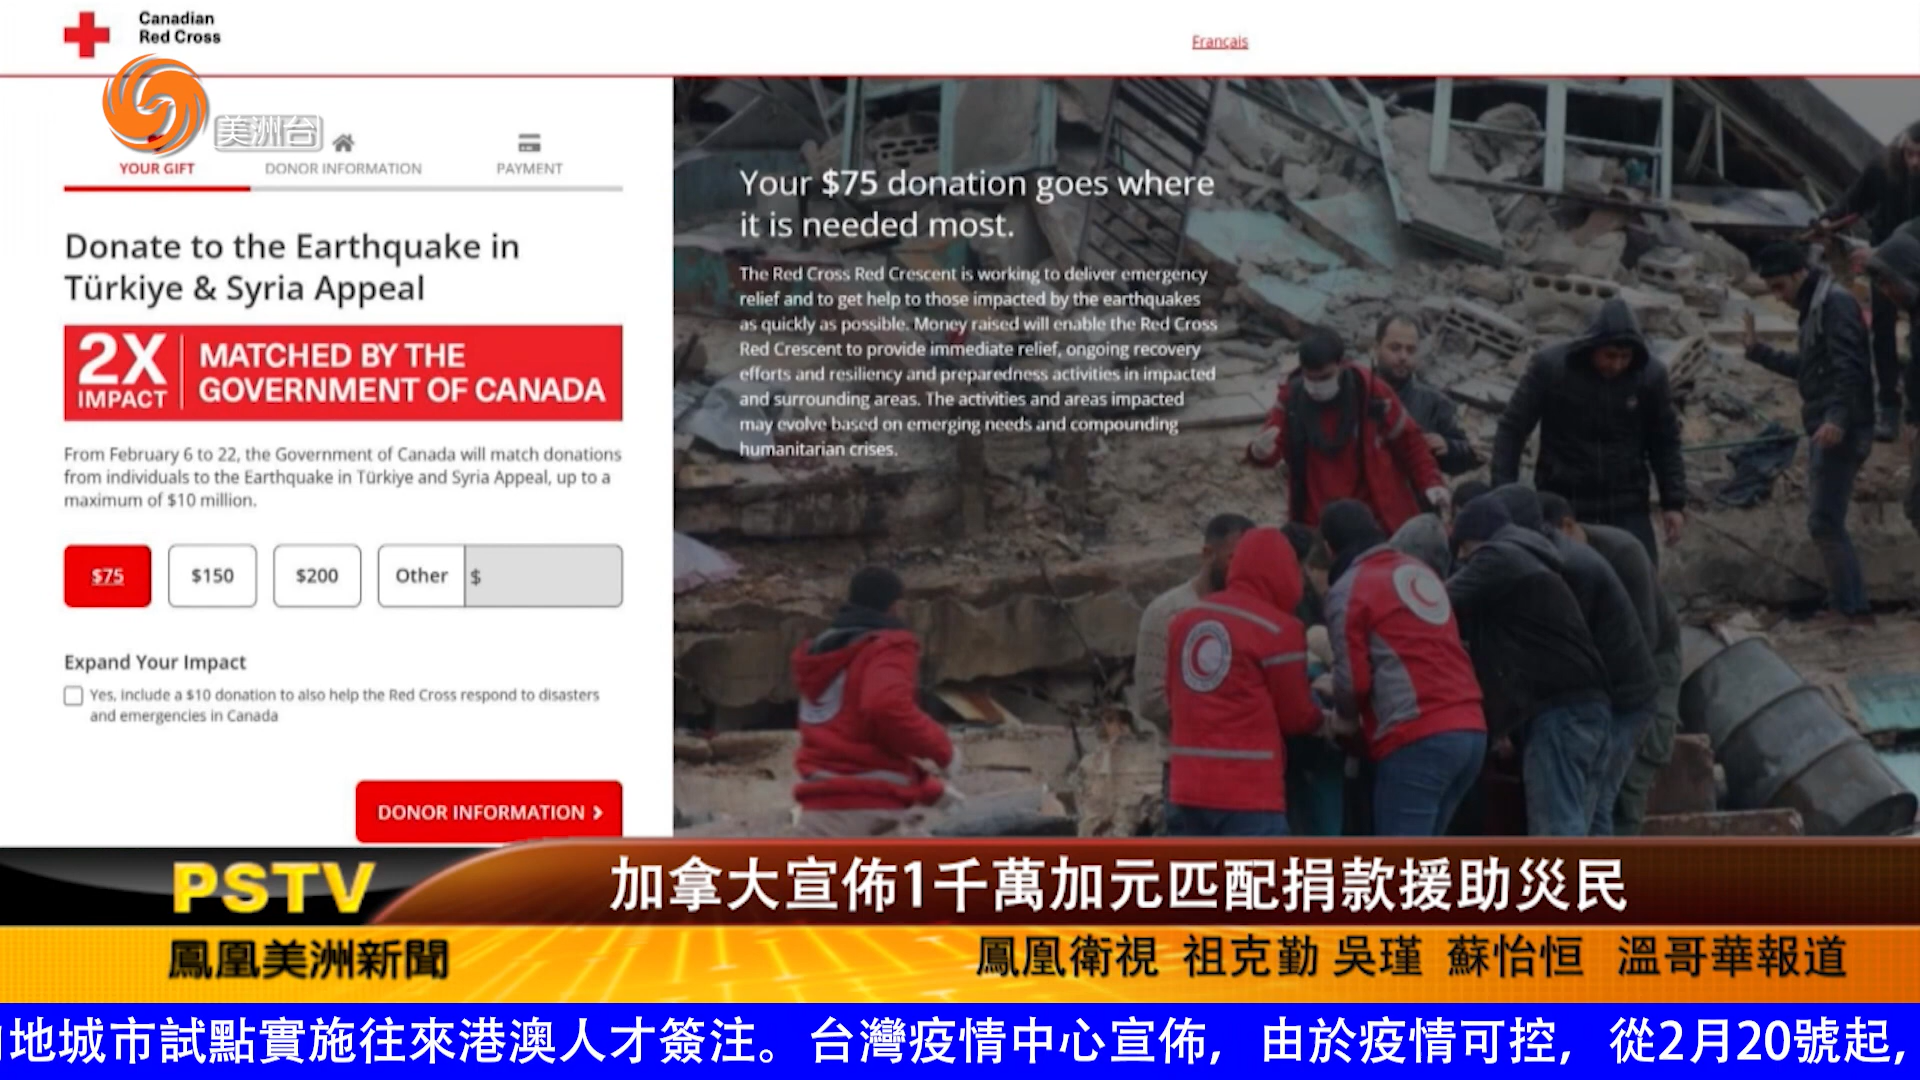 Canadian
Red Cross
Français
美洲台
YOUR GIFT
DONOR INFORMATION
PAYMENT
Donate to the Earthquake in
Türkiye & Syria Appeal
2X
IMPACT
MATCHED BY THE
GOVERNMENT OF CANADA
From February 6 to 22, the Government of Canada will match donations
from individuals to the Earthquake in Türkiye and Syria Appeal, up to a
maximum of $10 million.
$75
$150
$200
Other
$
Expand Your Impact
Yes, include a $10 donation to also help the Red Cross respond to disasters
and emergencies in Canada
DONOR INFORMATION
Your $75 donation goes where
it is needed most.
The Red Cross Red Crescent is working to deliver emergency
relief and to get help to those impacted by the earthquakes
as quickly as possible. Money raised will enable the Red Cross
Red Crescent to provide immediate relief, ongoing recovery
efforts and resiliency and preparedness activities in impacted
and surrounding areas. The activities and areas impacted
may evolve based on emerging needs and compounding
humanitarian crises.
PSTV
加拿大宣佈1千萬加元匹配捐款援助災民
鳳凰美洲新聞
鳳凰衛視 祖克勤 吳瑾 蘇怡恒 溫哥華報道
地城市試點實施往來港澳人才簽注。台灣疫情中心宣佈，由於疫情可控，從2月20號起，